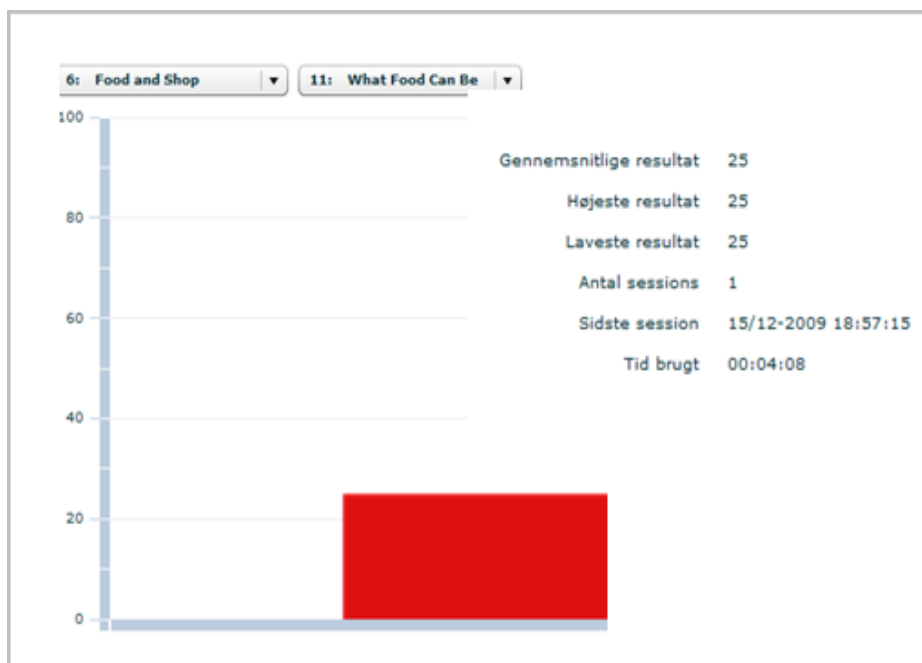 6: Food and Shop
11: What Food Can Be
100
80
60
40
20
0
Gennemsnitlige resultat 25
Højeste resultat 25
Laveste resultat 25
Antal sessions 1
Sidste session 15/12-2009 18:57:15
Tid brugt 00:04:08